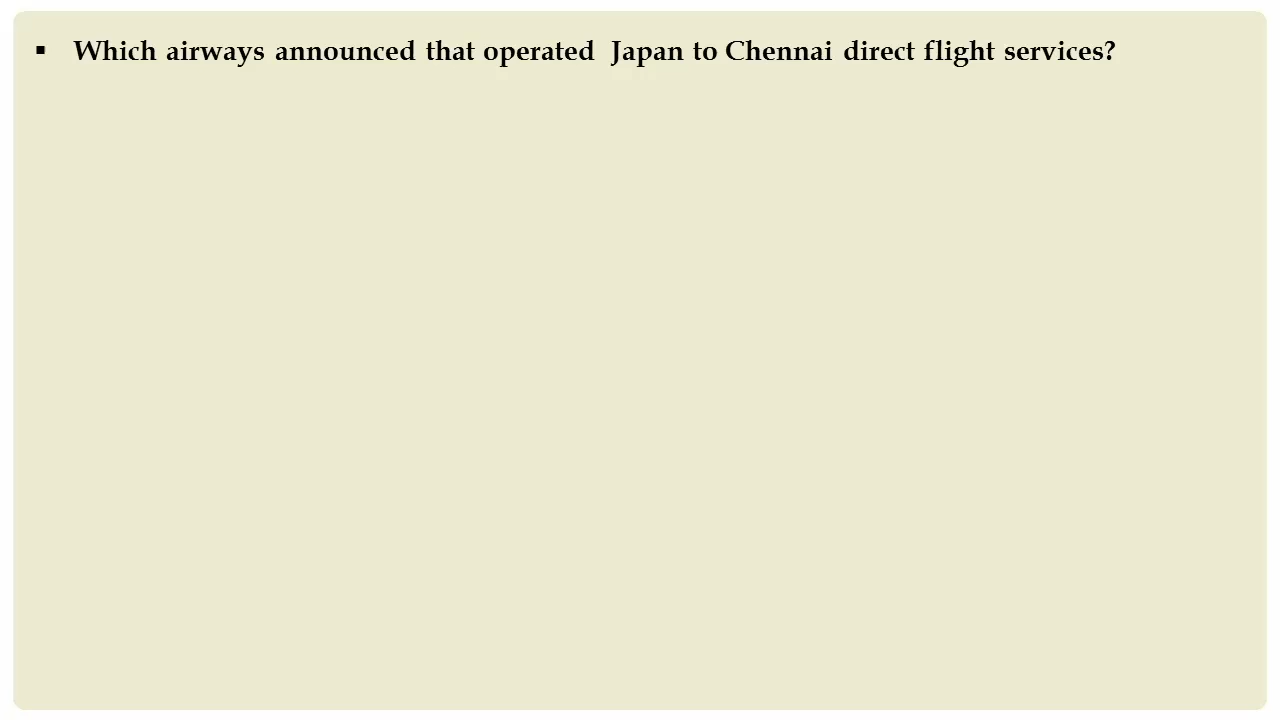 ▪ Which airways announced that operated Japan to Chennai direct flight services?